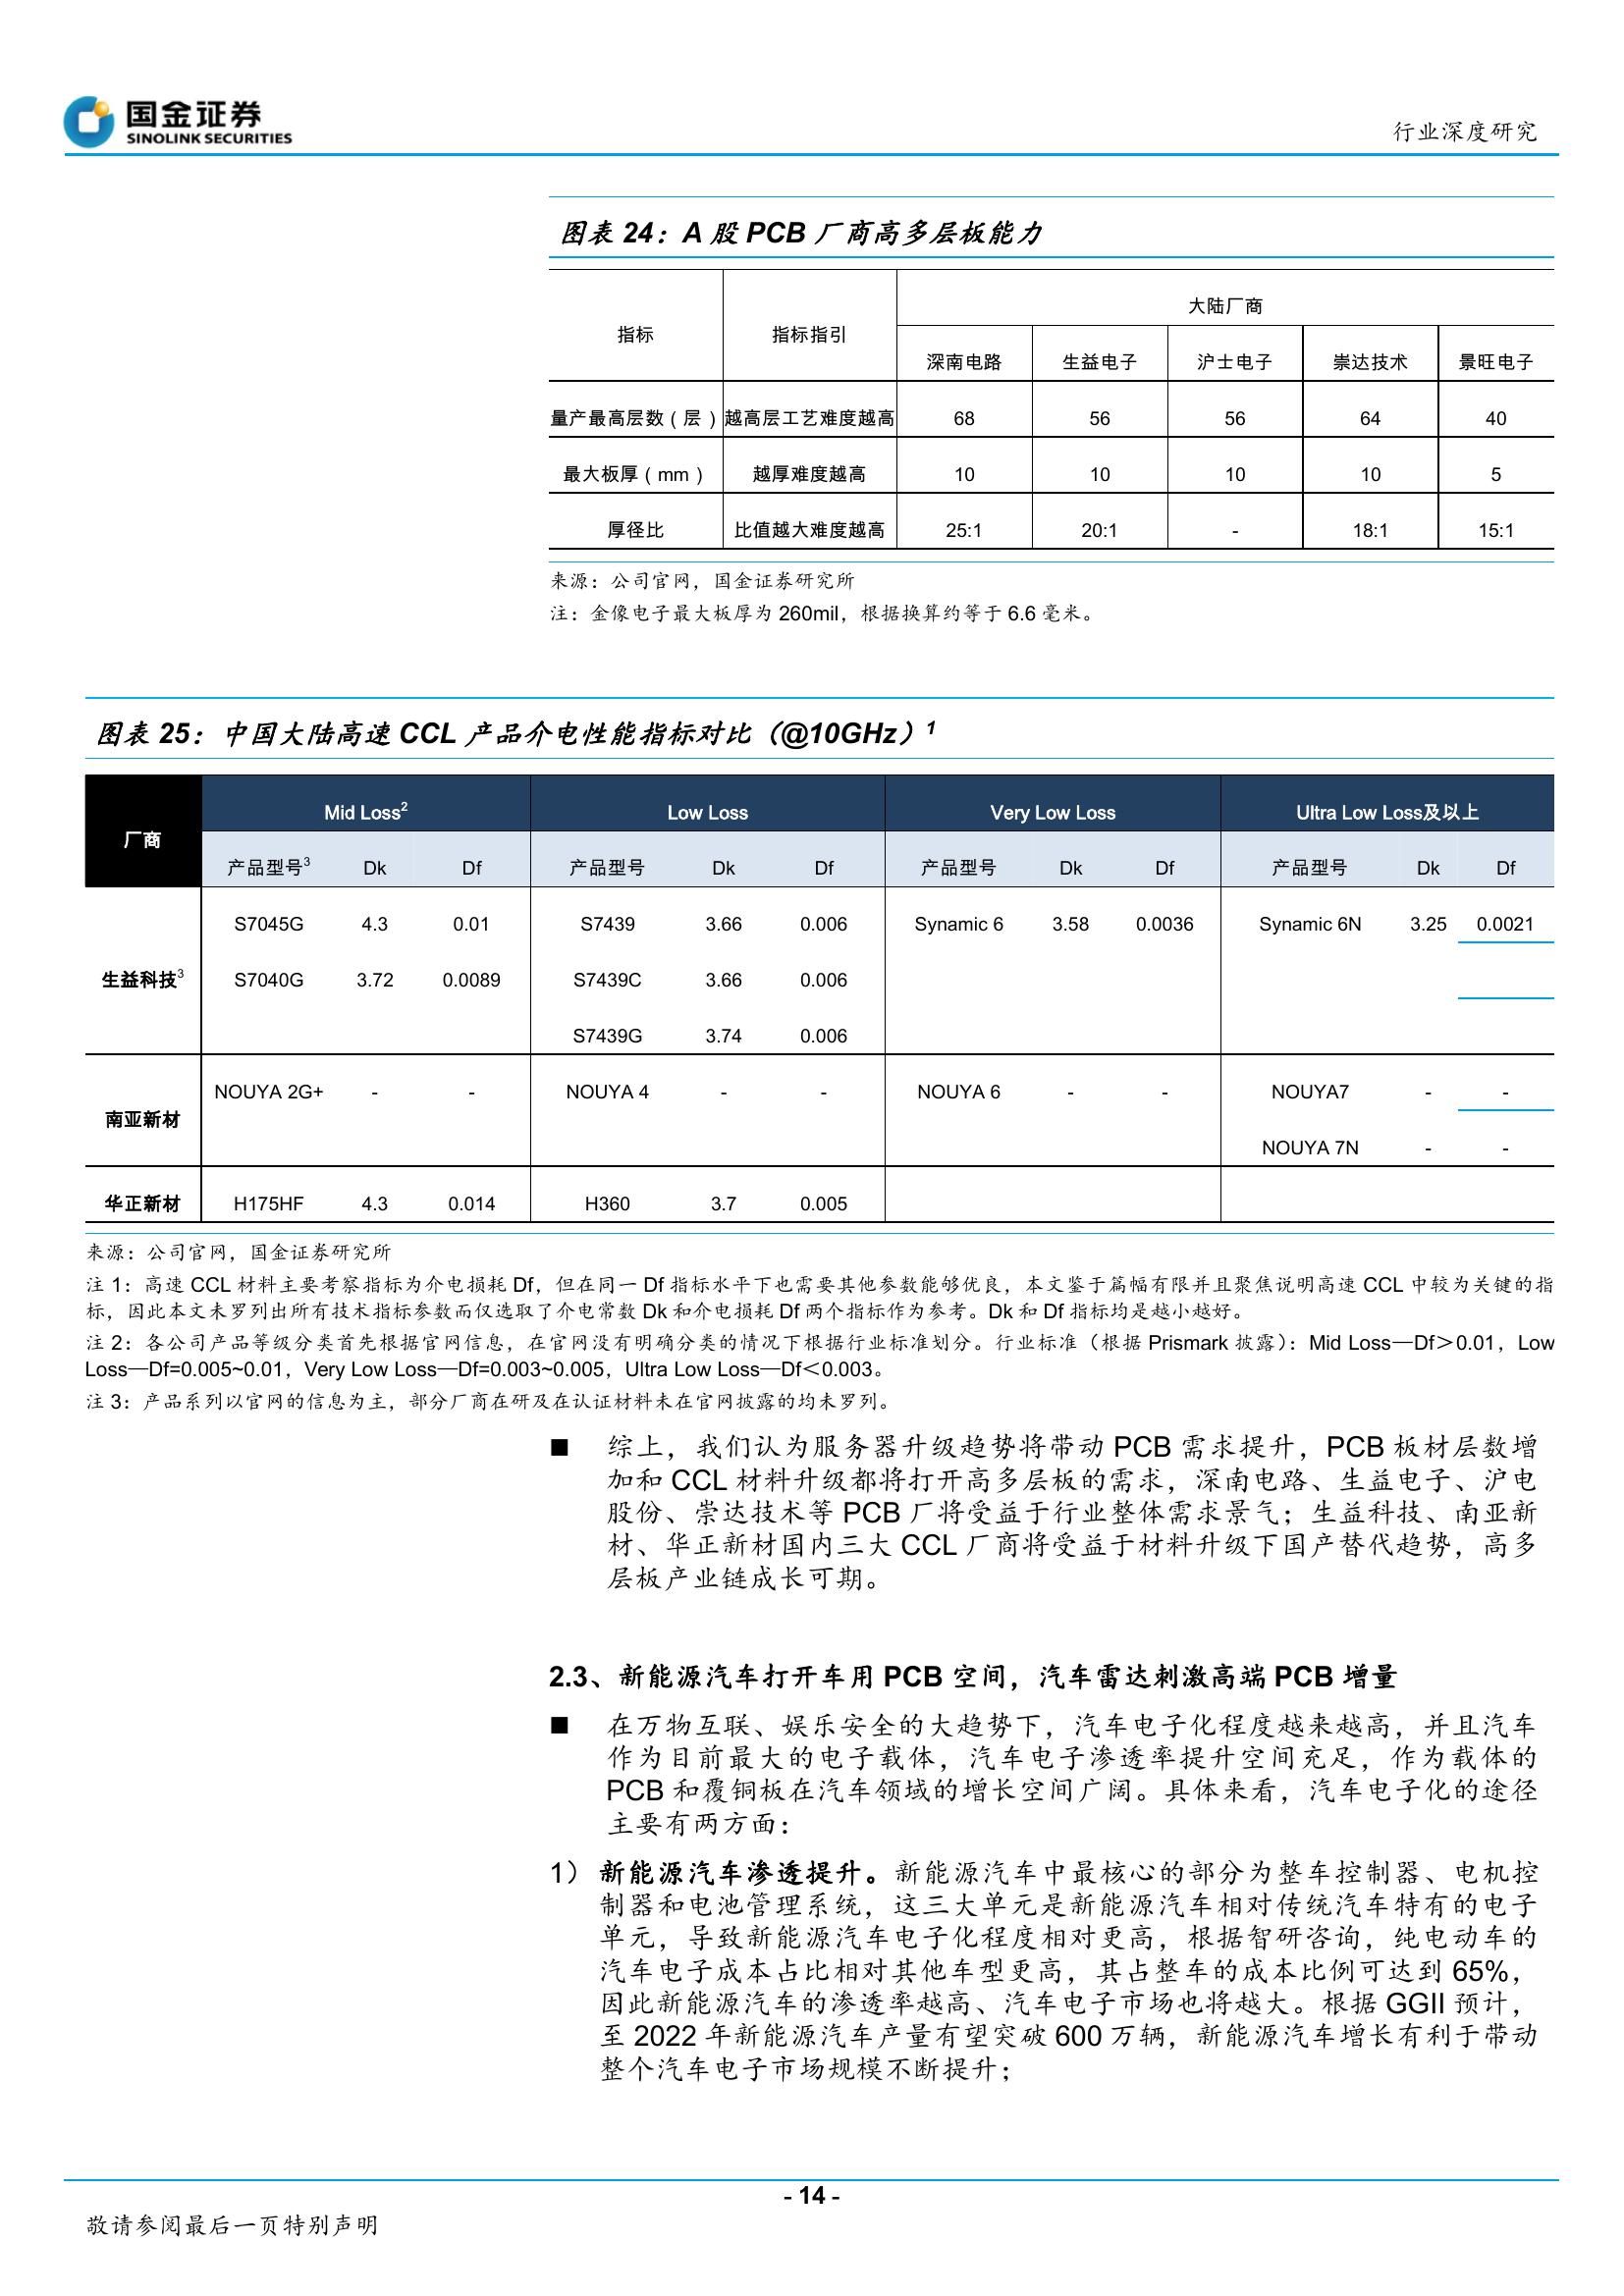 国金证券
SINOLINK SECURITIES
行业深度研究
图表 24：A 股 PCB 厂商高多层板能力
指标 指标指引 大陆厂商
深南电路 生益电子 沪士电子 崇达技术 景旺电子
量产最高层数（层） 越高层工艺难度越高 68 56 56 64 40
最大板厚（mm） 越厚难度越高 10 10 10 10 5
厚径比 比值越大难度越高 25:1 20:1 - 18:1 15:1
来源：公司官网，国金证券研究所
注：金像电子最大板厚为 260mil，根据换算约等于 6.6 毫米。
图表 25：中国大陆高速 CCL 产品介电性能指标对比（@10GHz）1
厂商 Mid Loss2 Low Loss Very Low Loss Ultra Low Loss及以上
产品型号3 Dk Df 产品型号 Dk Df 产品型号 Dk Df 产品型号 Dk Df
S7045G 4.3 0.01 S7439 3.66 0.006 Synamic 6 3.58 0.0036 Synamic 6N 3.25 0.0021
生益科技3 S7040G 3.72 0.0089 S7439C 3.66 0.006
S7439G 3.74 0.006
NOUYA 2G+ - - NOUYA 4 - - NOUYA 6 - - NOUYA7 - -
南亚新材
NOUYA 7N - -
华正新材 H175HF 4.3 0.014 H360 3.7 0.005
来源：公司官网，国金证券研究所
注 1：高速 CCL 材料主要考察指标为介电损耗 Df，但在同一 Df 指标水平下也需要其他参数能够优良，本文鉴于篇幅有限并且聚焦说明高速 CCL 中较为关键的指
标，因此本文未罗列出所有技术指标参数而仅选取了介电常数 Dk 和介电损耗 Df 两个指标作为参考。Dk 和 Df 指标均是越小越好。
注 2：各公司产品等级分类首先根据官网信息，在官网没有明确分类的情况下根据行业标准划分。行业标准（根据 Prismark 披露）：Mid Loss—Df＞0.01，Low
Loss—Df=0.005~0.01，Very Low Loss—Df=0.003~0.005，Ultra Low Loss—Df＜0.003。
注 3：产品系列以官网的信息为主，部分厂商在研及在认证材料未在官网披露的均未罗列。
■ 综上，我们认为服务器升级趋势将带动 PCB 需求提升，PCB 板材层数增
加和 CCL 材料升级都将打开高多层板的需求，深南电路、生益电子、沪电
股份、崇达技术等 PCB 厂将受益于行业整体需求景气；生益科技、南亚新
材、华正新材国内三大 CCL 厂商将受益于材料升级下国产替代趋势，高多
层板产业链成长可期。
2.3、新能源汽车打开车用 PCB 空间，汽车雷达刺激高端 PCB 增量
■ 在万物互联、娱乐安全的大趋势下，汽车电子化程度越来越高，并且汽车
作为目前最大的电子载体，汽车电子渗透率提升空间充足，作为载体的
PCB 和覆铜板在汽车领域的增长空间广阔。具体来看，汽车电子化的途径
主要有两方面：
1） 新能源汽车渗透提升。新能源汽车中最核心的部分为整车控制器、电机控
制器和电池管理系统，这三大单元是新能源汽车相对传统汽车特有的电子
单元，导致新能源汽车电子化程度相对更高，根据智研咨询，纯电动车的
汽车电子成本占比相对其他车型更高，其占整车的成本比例可达到 65%，
因此新能源汽车的渗透率越高、汽车电子市场也将越大。根据 GGII 预计，
至 2022 年新能源汽车产量有望突破 600 万辆，新能源汽车增长有利于带动
整个汽车电子市场规模不断提升；
- 14 -
敬请参阅最后一页特别声明